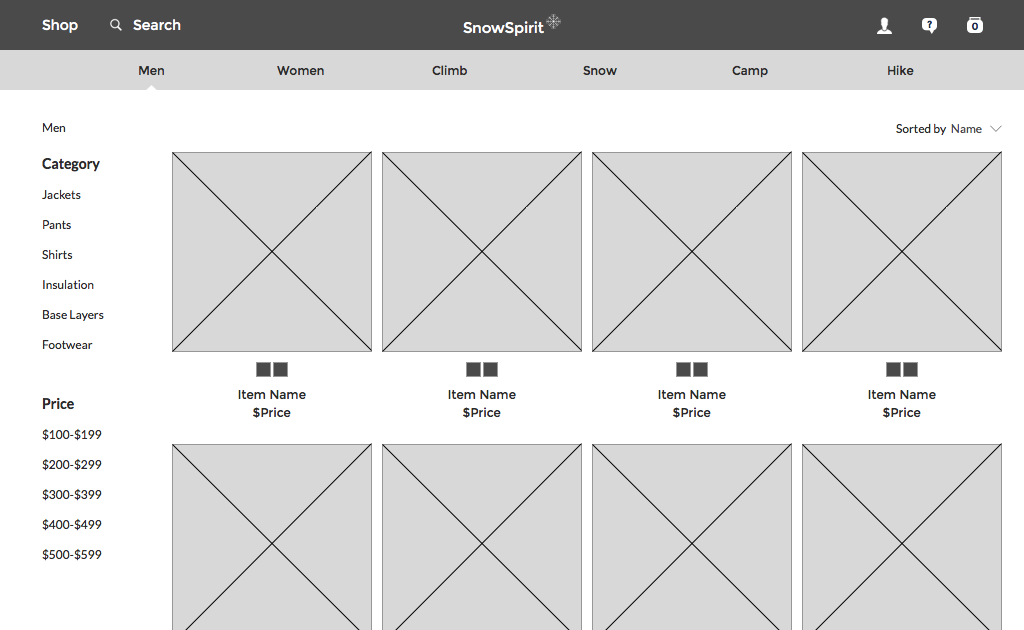 Shop
Search
SnowSpirit
?
0
Men
Women
Climb
Snow
Camp
Hike
Men
Sorted by Name
Category
Jackets
Pants
Shirts
Insulation
Base Layers
Footwear
Price
$100-$199
$200-$299
$300-$399
$400-$499
$500-$599
Item Name
$Price
Item Name
$Price
Item Name
$Price
Item Name
$Price